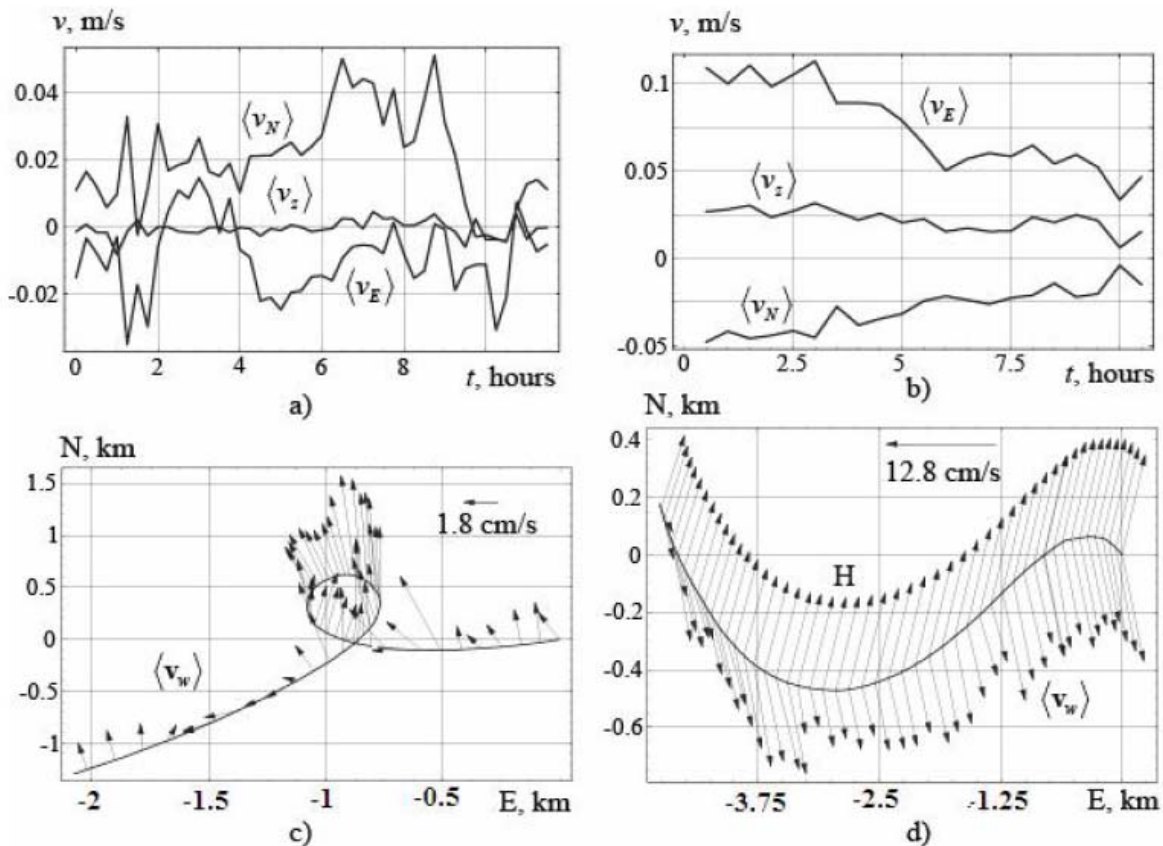 v, m/s
0.04
0.02
0
-0.02
⟨v_N⟩
⟨v_z⟩
⟨v_E⟩
0 2 4 6 8 t, hours
a)
v, m/s
0.1
0.05
0
-0.05
⟨v_E⟩
⟨v_z⟩
⟨v_N⟩
0 2.5 5 7.5 t, hours
b)
N, km
1.5
1
0.5
0
-0.5
-1
1.8 cm/s
⟨v_w⟩
-2 -1.5 -1 -0.5 E, km
c)
N, km
0.4
0.2
0
-0.2
-0.4
-0.6
12.8 cm/s
H
⟨v_w⟩
-3.75 -2.5 -1.25 E, km
d)